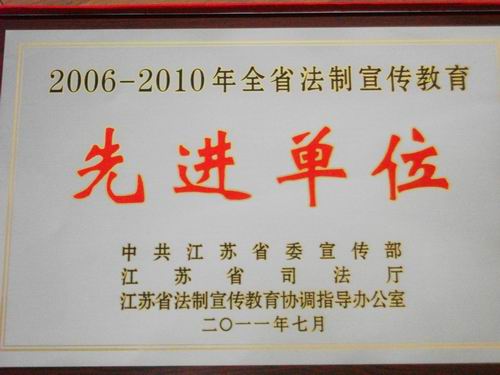 2006-2010年全省法制宣传教育
先进单位
中共江苏省委宣传部
江苏省司法厅
江苏省法制宣传教育协调指导办公室
二〇一一年七月